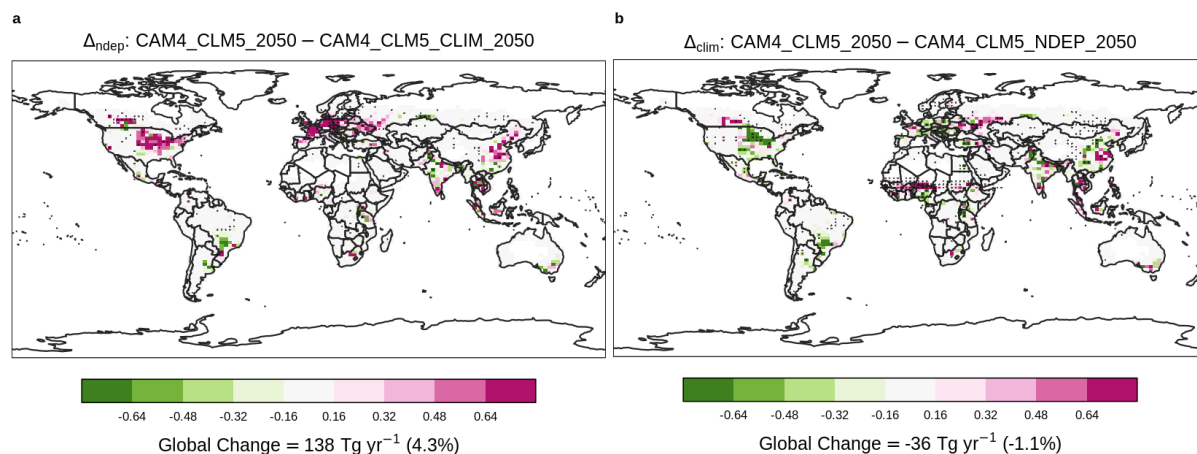 a
Δndep: CAM4_CLM5_2050 − CAM4_CLM5_CLIM_2050
-0.64 -0.48 -0.32 -0.16 0.16 0.32 0.48 0.64
Global Change = 138 Tg yr⁻¹ (4.3%)
b
Δclim: CAM4_CLM5_2050 − CAM4_CLM5_NDEP_2050
-0.64 -0.48 -0.32 -0.16 0.16 0.32 0.48 0.64
Global Change = -36 Tg yr⁻¹ (-1.1%)